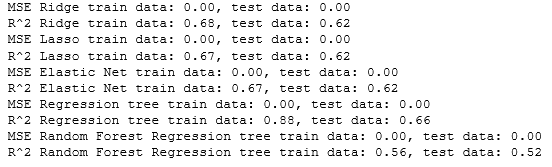 MSE Ridge train data: 0.00, test data: 0.00
R^2 Ridge train data: 0.68, test data: 0.62
MSE Lasso train data: 0.00, test data: 0.00
R^2 Lasso train data: 0.67, test data: 0.62
MSE Elastic Net train data: 0.00, test data: 0.00
R^2 Elastic Net train data: 0.67, test data: 0.62
MSE Regression tree train data: 0.00, test data: 0.00
R^2 Regression tree train data: 0.88, test data: 0.66
MSE Random Forest Regression tree train data: 0.00, test data: 0.00
R^2 Random Forest Regression tree train data: 0.56, test data: 0.52